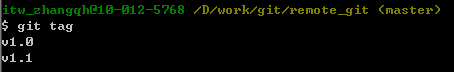 itw_zhangqh@10-012-5768 /D/work/git/remote_git (master)
$ git tag
v1.0
v1.1